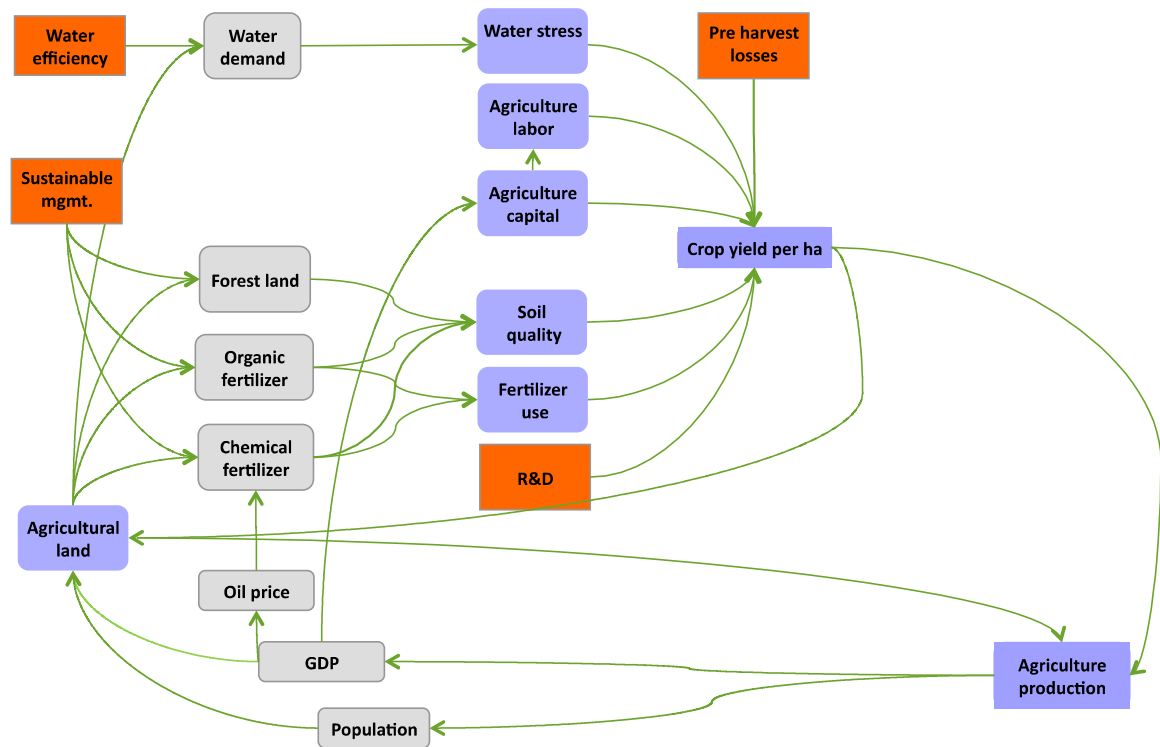 Water
efficiency
Water
demand
Water stress
Pre harvest
losses
Agriculture
labor
Sustainable
mgmt.
Agriculture
capital
Crop yield per ha
Forest land
Soil
quality
Organic
fertilizer
Fertilizer
use
Chemical
fertilizer
R&D
Agricultural
land
Oil price
GDP
Agriculture
production
Population